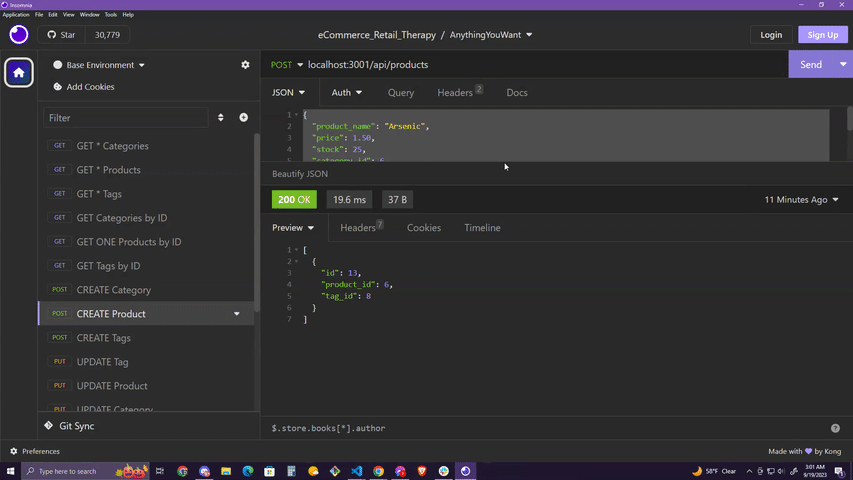 Insomnia
Application File Edit View Window Tools Help
Star 30,779
eCommerce_Retail_Therapy / AnythingYouWant
Login
Sign Up
Base Environment
Add Cookies
Filter
GET GET * Categories
GET GET * Products
GET GET * Tags
GET GET Categories by ID
GET GET ONE Products by ID
GET GET Tags by ID
POST CREATE Category
POST CREATE Product
POST CREATE Tags
PUT UPDATE Tag
PUT UPDATE Product
PUT UPDATE Category
Git Sync
POST localhost:3001/api/products
Send
JSON Auth Query Headers 2 Docs
1 {
2 "product_name": "Arsenic",
3 "price": 1.50,
4 "stock": 25,
5 "category_id": 6
Beautify JSON
200 OK 19.6 ms 37 B 11 Minutes Ago
Preview Headers 7 Cookies Timeline
1 [
2 {
3 "id": 13,
4 "product_id": 6,
5 "tag_id": 8
6 }
7 ]
$.store.books[*].author
Preferences
Made with by Kong
Type here to search
58°F Clear
3:01 AM
9/19/2023